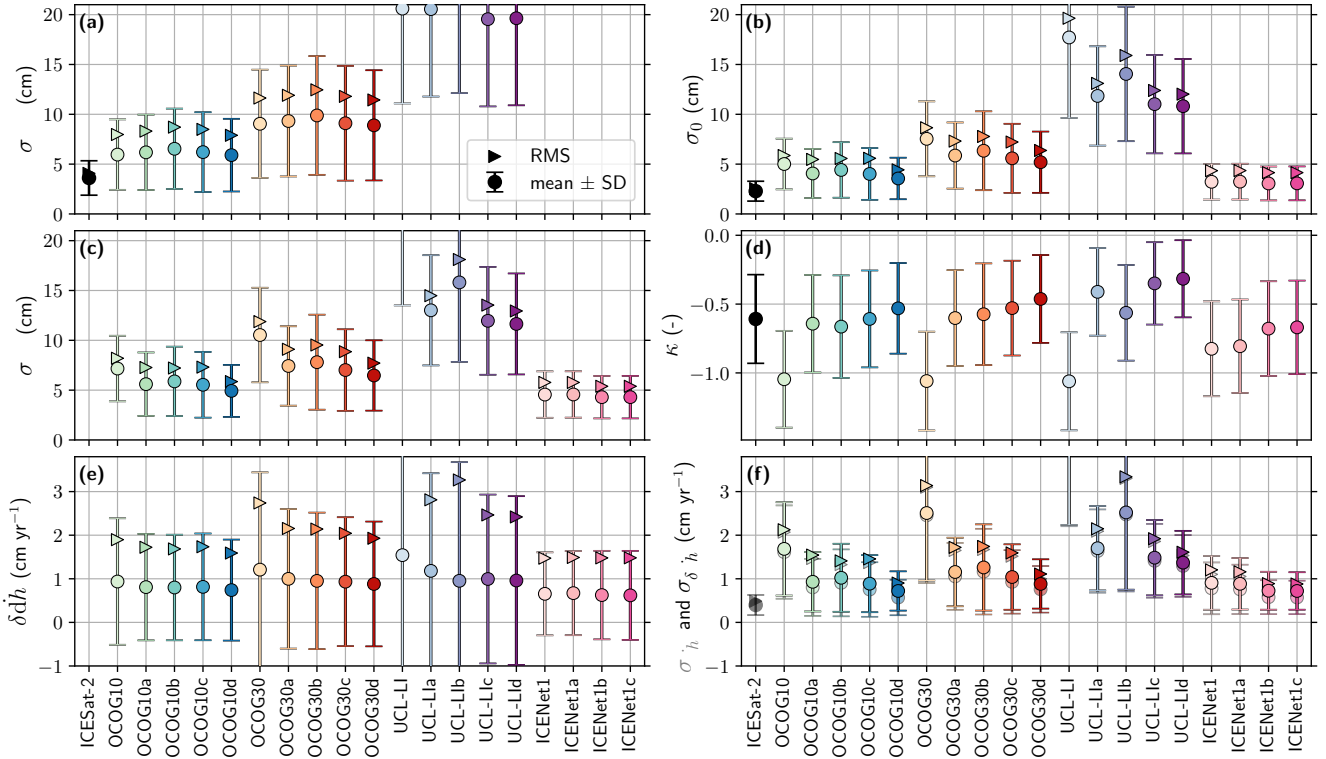 (a)
20
15
10
5
0
σ (cm)
RMS
mean ± SD
(b)
20
15
10
5
0
σ₀ (cm)
(c)
20
15
10
5
0
σ (cm)
(d)
0.0
−0.5
−1.0
κ (-)
(e)
3
2
1
0
−1
δdḣ (cm yr⁻¹)
ICESat-2
OCOG10
OCOG10a
OCOG10b
OCOG10c
OCOG10d
OCOG30
OCOG30a
OCOG30b
OCOG30c
OCOG30d
UCL-LI
UCL-LIa
UCL-LIb
UCL-LIc
UCL-LId
ICENet1
ICENet1a
ICENet1b
ICENet1c
(f)
3
2
1
0
−1
σ ḣ and σδ ḣ (cm yr⁻¹)
ICESat-2
OCOG10
OCOG10a
OCOG10b
OCOG10c
OCOG10d
OCOG30
OCOG30a
OCOG30b
OCOG30c
OCOG30d
UCL-LI
UCL-LIa
UCL-LIb
UCL-LIc
UCL-LId
ICENet1
ICENet1a
ICENet1b
ICENet1c